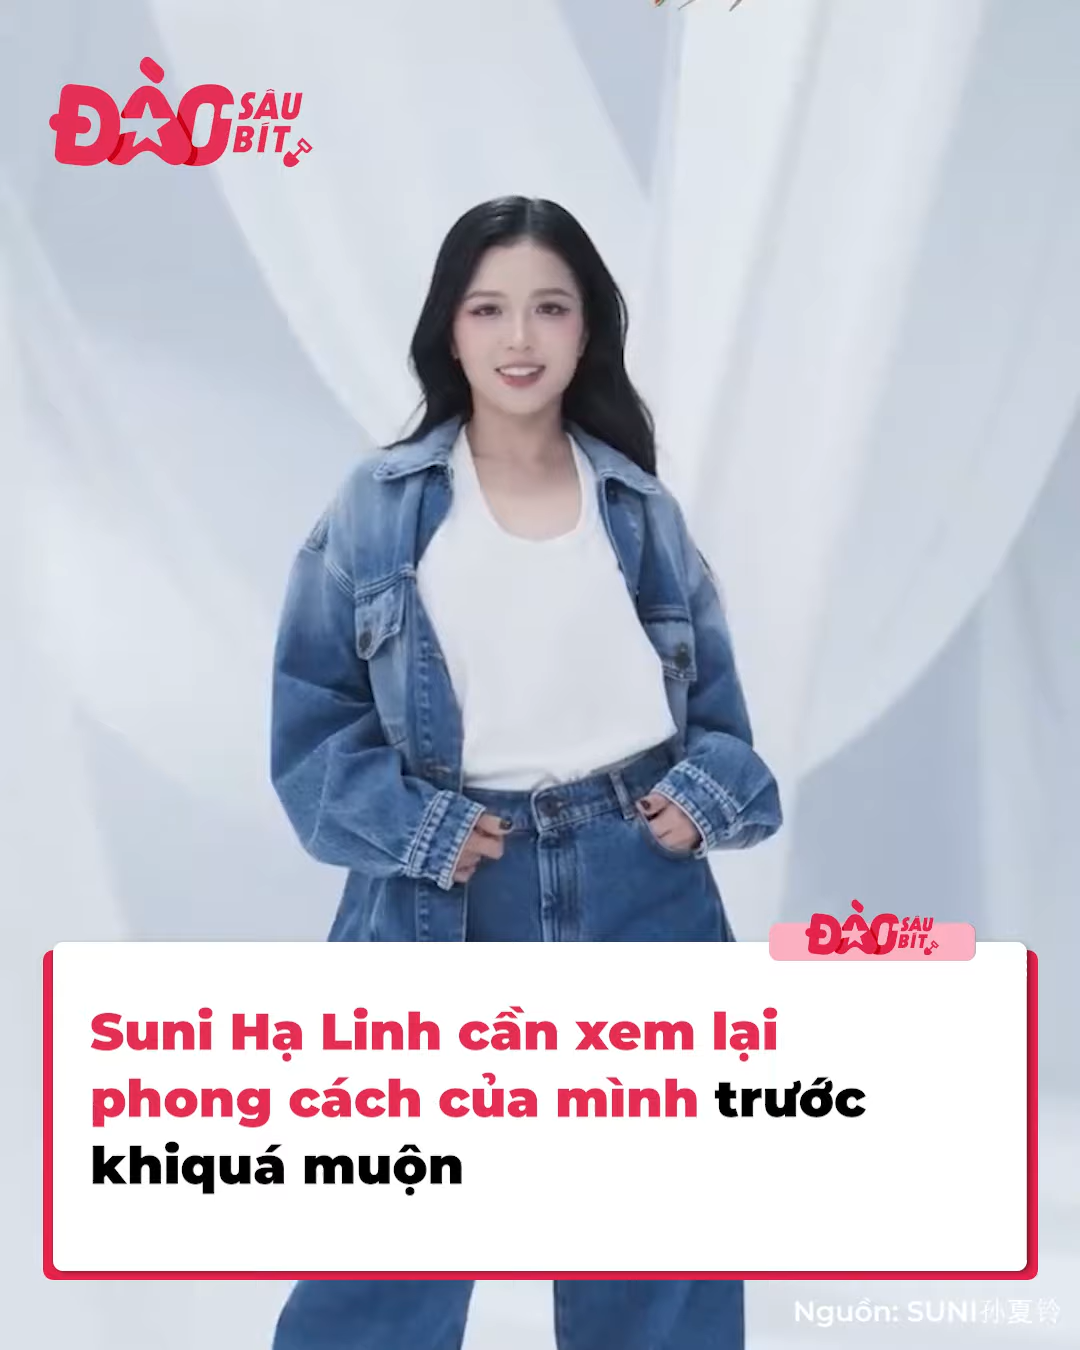 ĐÀO SÂU
BÍT
ĐÀO SÂU
BÍT
Suni Hạ Linh cần xem lại
phong cách của mình trước
khiquá muộn
Nguồn: SUNI孙夏铃